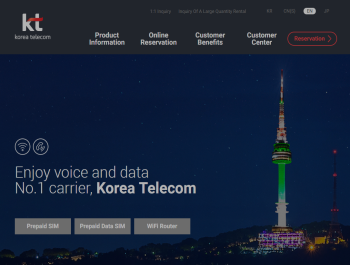 1:1 Inquiry
Inquiry Of A Large Quantity Rental
KR
CN(S)
EN
JP
kt
korea telecom
Product
Information
Online
Reservation
Customer
Benefits
Customer
Center
Reservation
Enjoy voice and data
No.1 carrier, Korea Telecom
Prepaid SIM
Prepaid Data SIM
WiFi Router